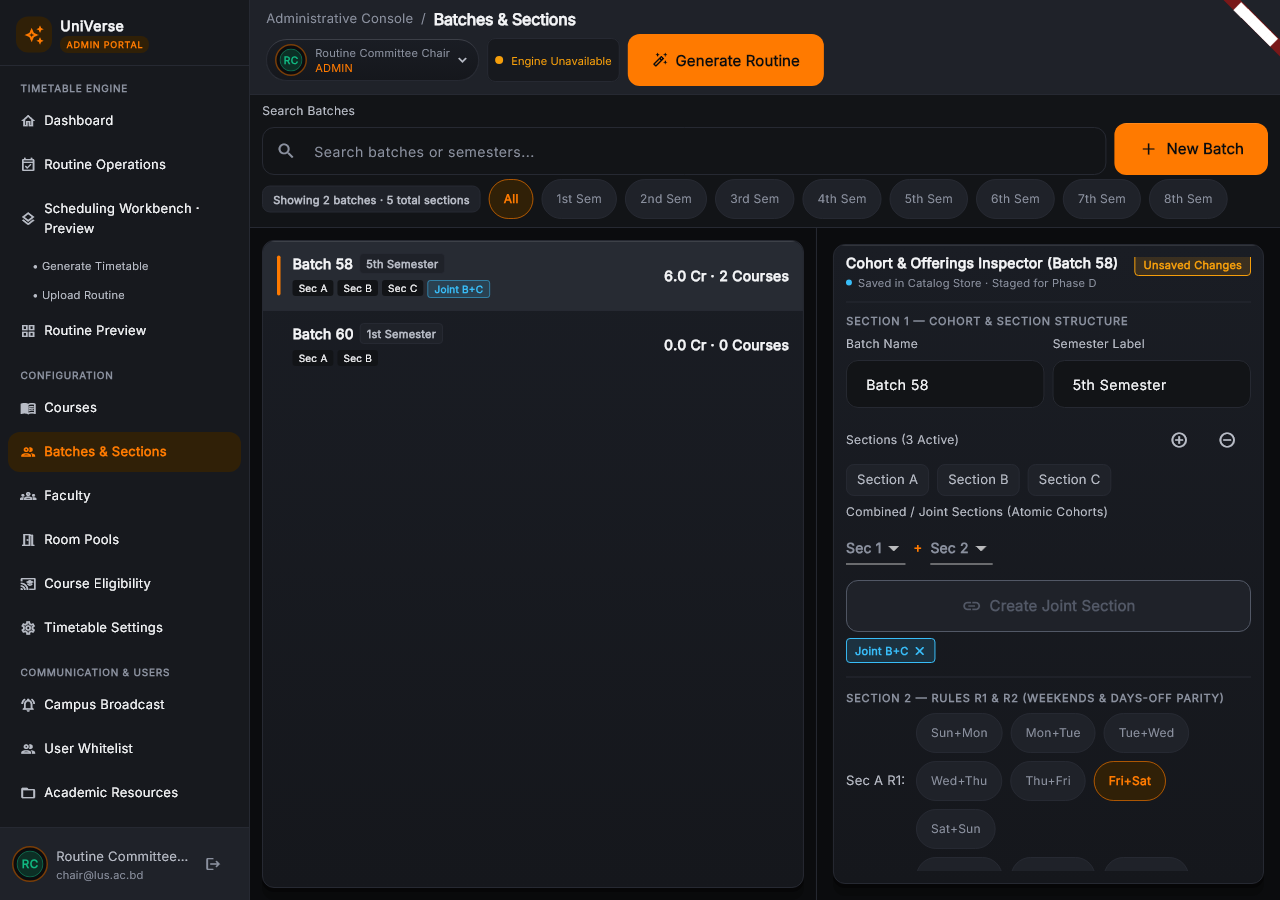 UniVerse
ADMIN PORTAL
TIMETABLE ENGINE
Dashboard
Routine Operations
Scheduling Workbench ·
Preview
• Generate Timetable
• Upload Routine
Routine Preview
CONFIGURATION
Courses
Batches & Sections
Faculty
Room Pools
Course Eligibility
Timetable Settings
COMMUNICATION & USERS
Campus Broadcast
User Whitelist
Academic Resources
RC
Routine Committee...
chair@lus.ac.bd
Administrative Console / Batches & Sections
RC
Routine Committee Chair
ADMIN
Engine Unavailable
Generate Routine
Search Batches
Search batches or semesters...
New Batch
Showing 2 batches · 5 total sections
All
1st Sem
2nd Sem
3rd Sem
4th Sem
5th Sem
6th Sem
7th Sem
8th Sem
Batch 58 5th Semester
Sec A Sec B Sec C Joint B+C
6.0 Cr · 2 Courses
Batch 60 1st Semester
Sec A Sec B
0.0 Cr · 0 Courses
Cohort & Offerings Inspector (Batch 58)
Unsaved Changes
Saved in Catalog Store · Staged for Phase D
SECTION 1 — COHORT & SECTION STRUCTURE
Batch Name Semester Label
Batch 58 5th Semester
Sections (3 Active)
Section A Section B Section C
Combined / Joint Sections (Atomic Cohorts)
Sec 1 + Sec 2
Create Joint Section
Joint B+C ×
SECTION 2 — RULES R1 & R2 (WEEKENDS & DAYS-OFF PARITY)
Sun+Mon Mon+Tue Tue+Wed
Sec A R1: Wed+Thu Thu+Fri Fri+Sat
Sat+Sun